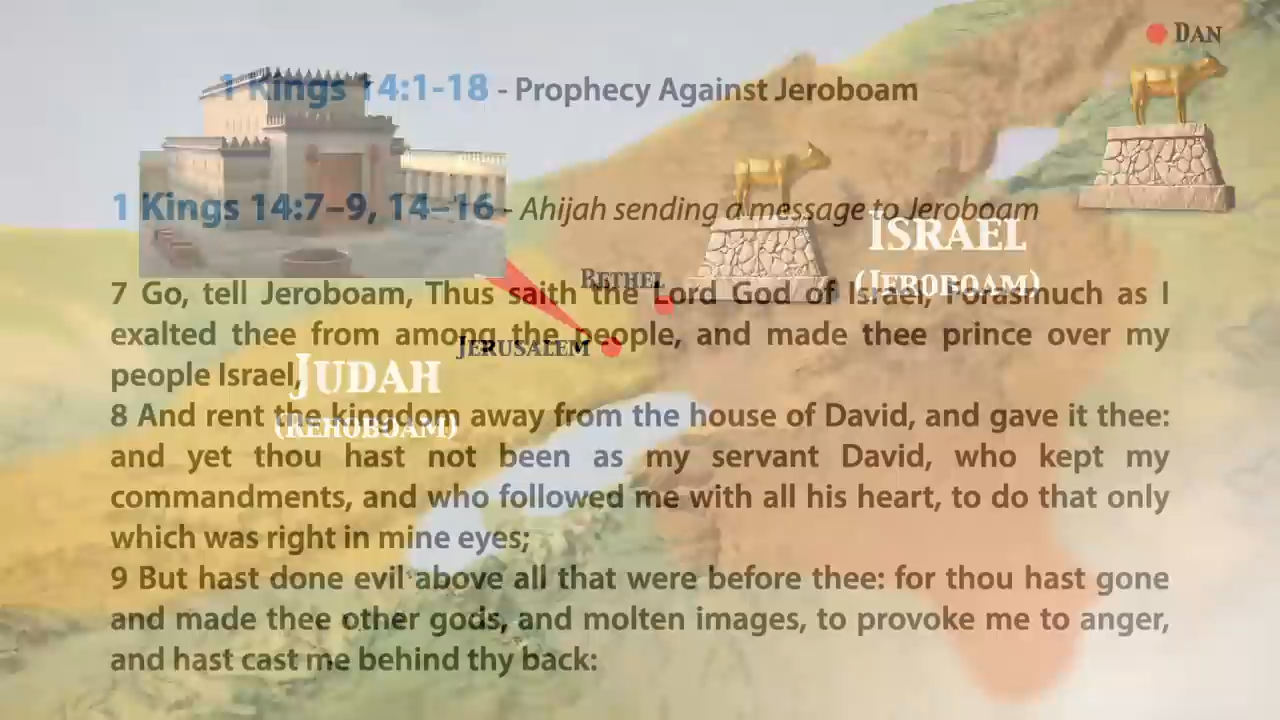 DAN
1 Kings 14:1-18 - Prophecy Against Jeroboam
1 Kings 14:7–9, 14–16 - Ahijah sending a message to Jeroboam
ISRAEL
(JEROBOAM)
BETHEL
7 Go, tell Jeroboam, Thus saith the Lord God of Israel, Forasmuch as I
exalted thee from among the people, and made thee prince over my
JERUSALEM
people Israel,
JUDAH
(REHOBOAM)
8 And rent the kingdom away from the house of David, and gave it thee:
and yet thou hast not been as my servant David, who kept my
commandments, and who followed me with all his heart, to do that only
which was right in mine eyes;
9 But hast done evil above all that were before thee: for thou hast gone
and made thee other gods, and molten images, to provoke me to anger,
and hast cast me behind thy back: